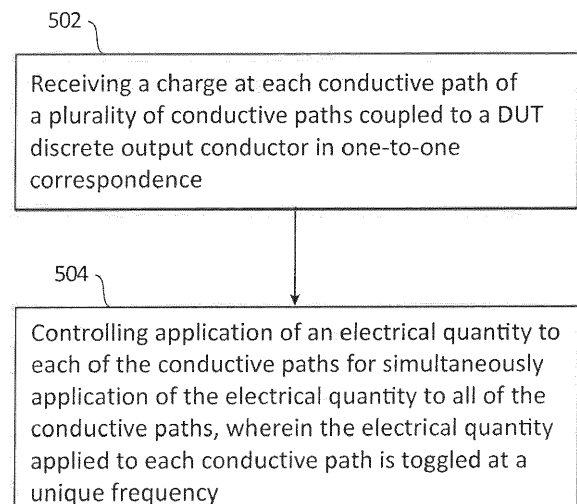 502
Receiving a charge at each conductive path of
a plurality of conductive paths coupled to a DUT
discrete output conductor in one-to-one
correspondence
504
Controlling application of an electrical quantity to
each of the conductive paths for simultaneously
application of the electrical quantity to all of the
conductive paths, wherein the electrical quantity
applied to each conductive path is toggled at a
unique frequency